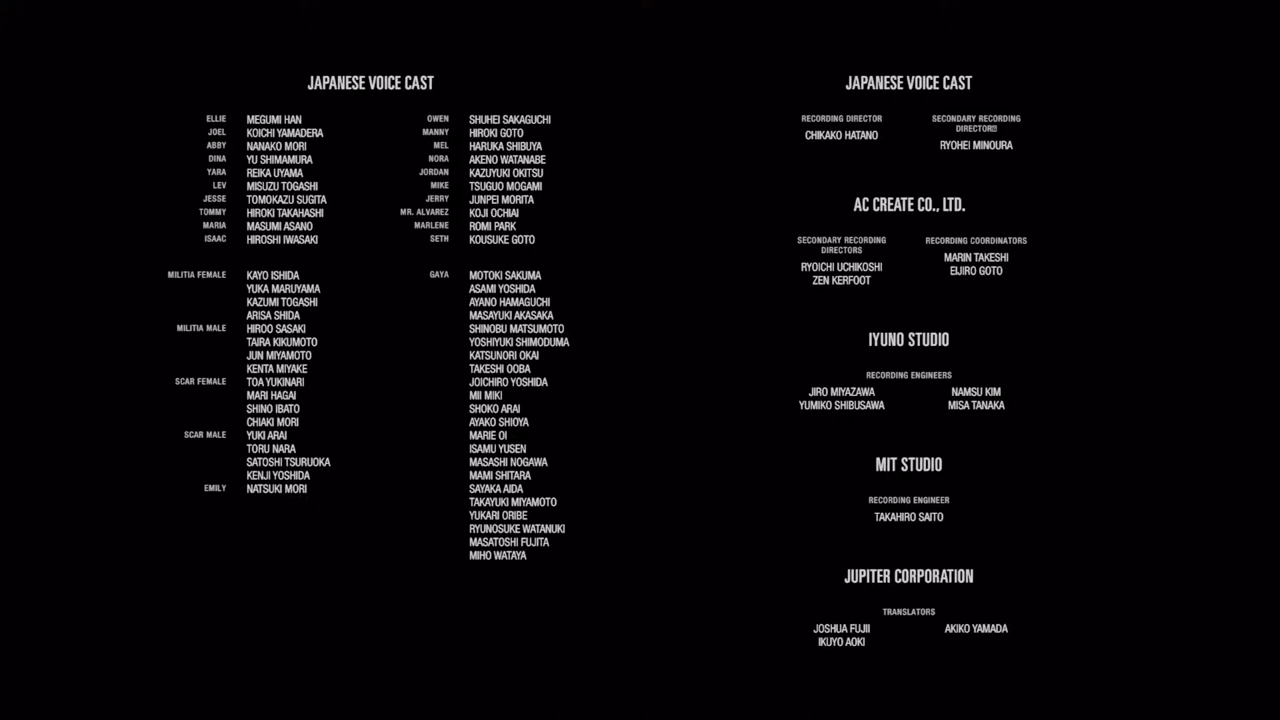 JAPANESE VOICE CAST
ELLIE MEGUMI HAN
JOEL KOICHI YAMADERA
ABBY NANAKO MORI
DINA YU SHIMAMURA
YARA REIKA UYAMA
LEV MISUZU TOGASHI
JESSE TOMOKAZU SUGITA
TOMMY HIROKI TAKAHASHI
MARIA MASUMI ASANO
ISAAC HIROSHI IWASAKI
OWEN SHUHEI SAKAGUCHI
MANNY HIROKI GOTO
MEL HARUKA SHIBUYA
NORA AKENO WATANABE
JORDAN KAZUYUKI OKITSU
MIKE TSUGUO MOGAMI
JERRY JUNPEI MORITA
MR. ALVAREZ KOJI OCHIAI
MARLENE ROMI PARK
SETH KOUSUKE GOTO
MILITIA FEMALE KAYO ISHIDA
YUKA MARUYAMA
KAZUMI TOGASHI
ARISA SHIDA
MILITIA MALE HIROO SASAKI
TAIRA KIKUMOTO
JUN MIYAMOTO
KENTA MIYAKE
SCAR FEMALE TOA YUKINARI
MARI HAGAI
SHINO IBATO
CHIAKI MORI
SCAR MALE YUKI ARAI
TORU NARA
SATOSHI TSURUOKA
KENJI YOSHIDA
EMILY NATSUKI MORI
GAYA MOTOKI SAKUMA
ASAMI YOSHIDA
AYANO HAMAGUCHI
MASAYUKI AKASAKA
SHINOBU MATSUMOTO
YOSHIYUKI SHIMODUMA
KATSUNORI OKAI
TAKESHI OOBA
JOICHIRO YOSHIDA
MII MIKI
SHOKO ARAI
AYAKO SHIOYA
MARIE OI
ISAMU YUSEN
MASASHI NOGAWA
MAMI SHITARA
SAYAKA AIDA
TAKAYUKI MIYAMOTO
YUKARI ORIBE
RYUNOSUKE WATANUKI
MASATOSHI FUJITA
MIHO WATAYA
JAPANESE VOICE CAST
RECORDING DIRECTOR
CHIKAKO HATANO
SECONDARY RECORDING
DIRECTOR
RYOHEI MINOURA
AC CREATE CO., LTD.
SECONDARY RECORDING
DIRECTORS
RYOICHI UCHIKOSHI
ZEN KERFOOT
RECORDING COORDINATORS
MARIN TAKESHI
EIJIRO GOTO
IYUNO STUDIO
RECORDING ENGINEERS
JIRO MIYAZAWA
YUMIKO SHIBUSAWA
NAMSU KIM
MISA TANAKA
MIT STUDIO
RECORDING ENGINEER
TAKAHIRO SAITO
JUPITER CORPORATION
TRANSLATORS
JOSHUA FUJII
IKUYO AOKI
AKIKO YAMADA